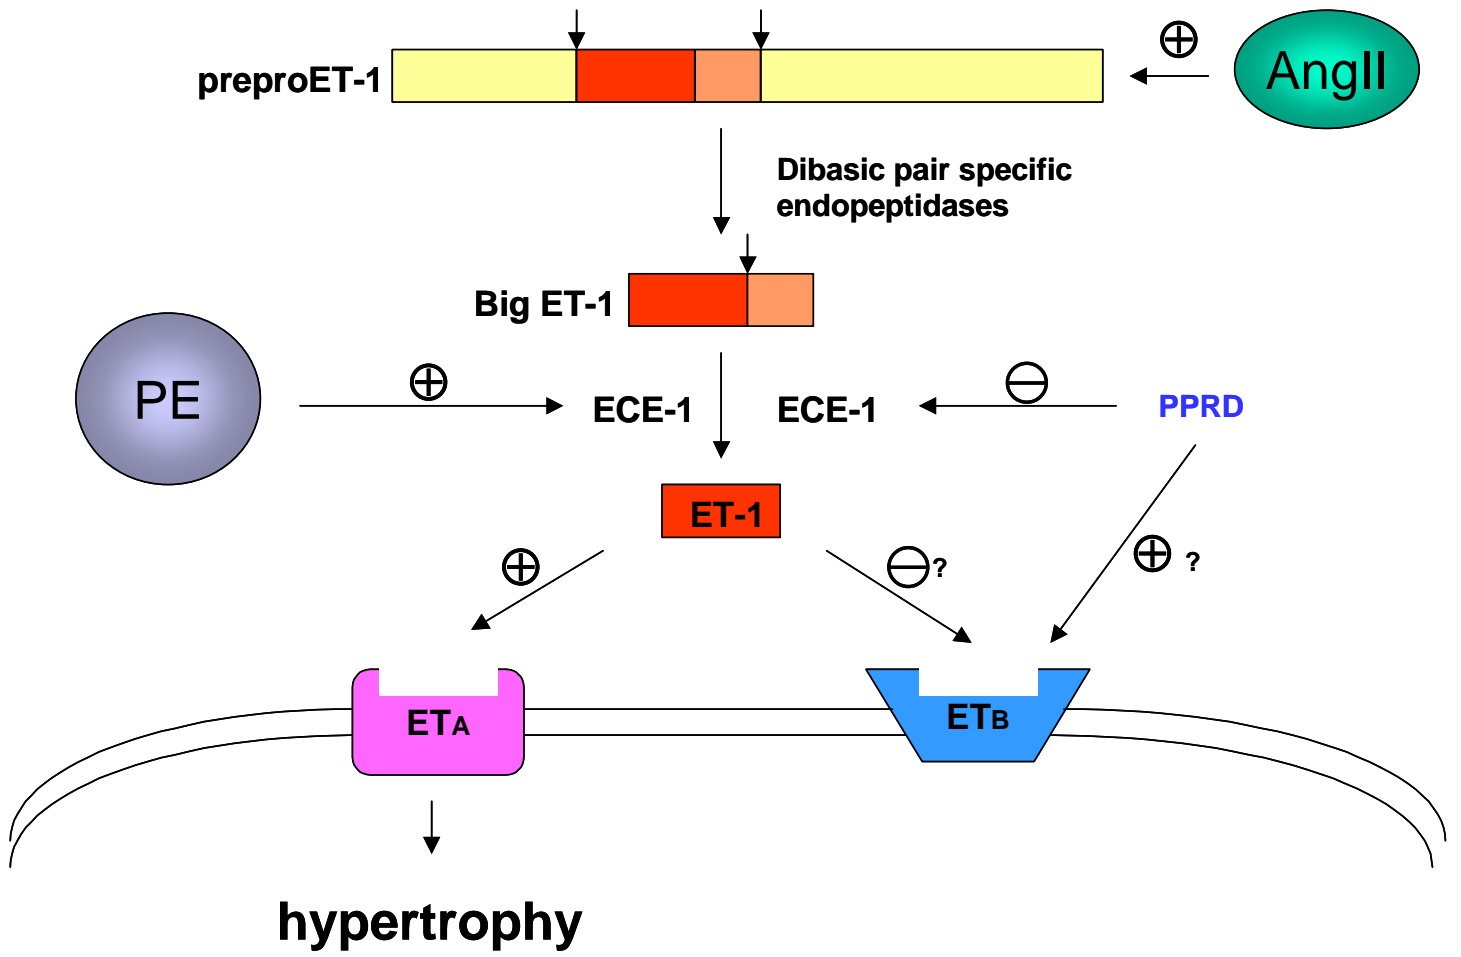 preproET-1
AngII
Dibasic pair specific
endopeptidases
Big ET-1
PE
ECE-1
ECE-1
PPRD
ET-1
?
?
ETA
ETB
hypertrophy